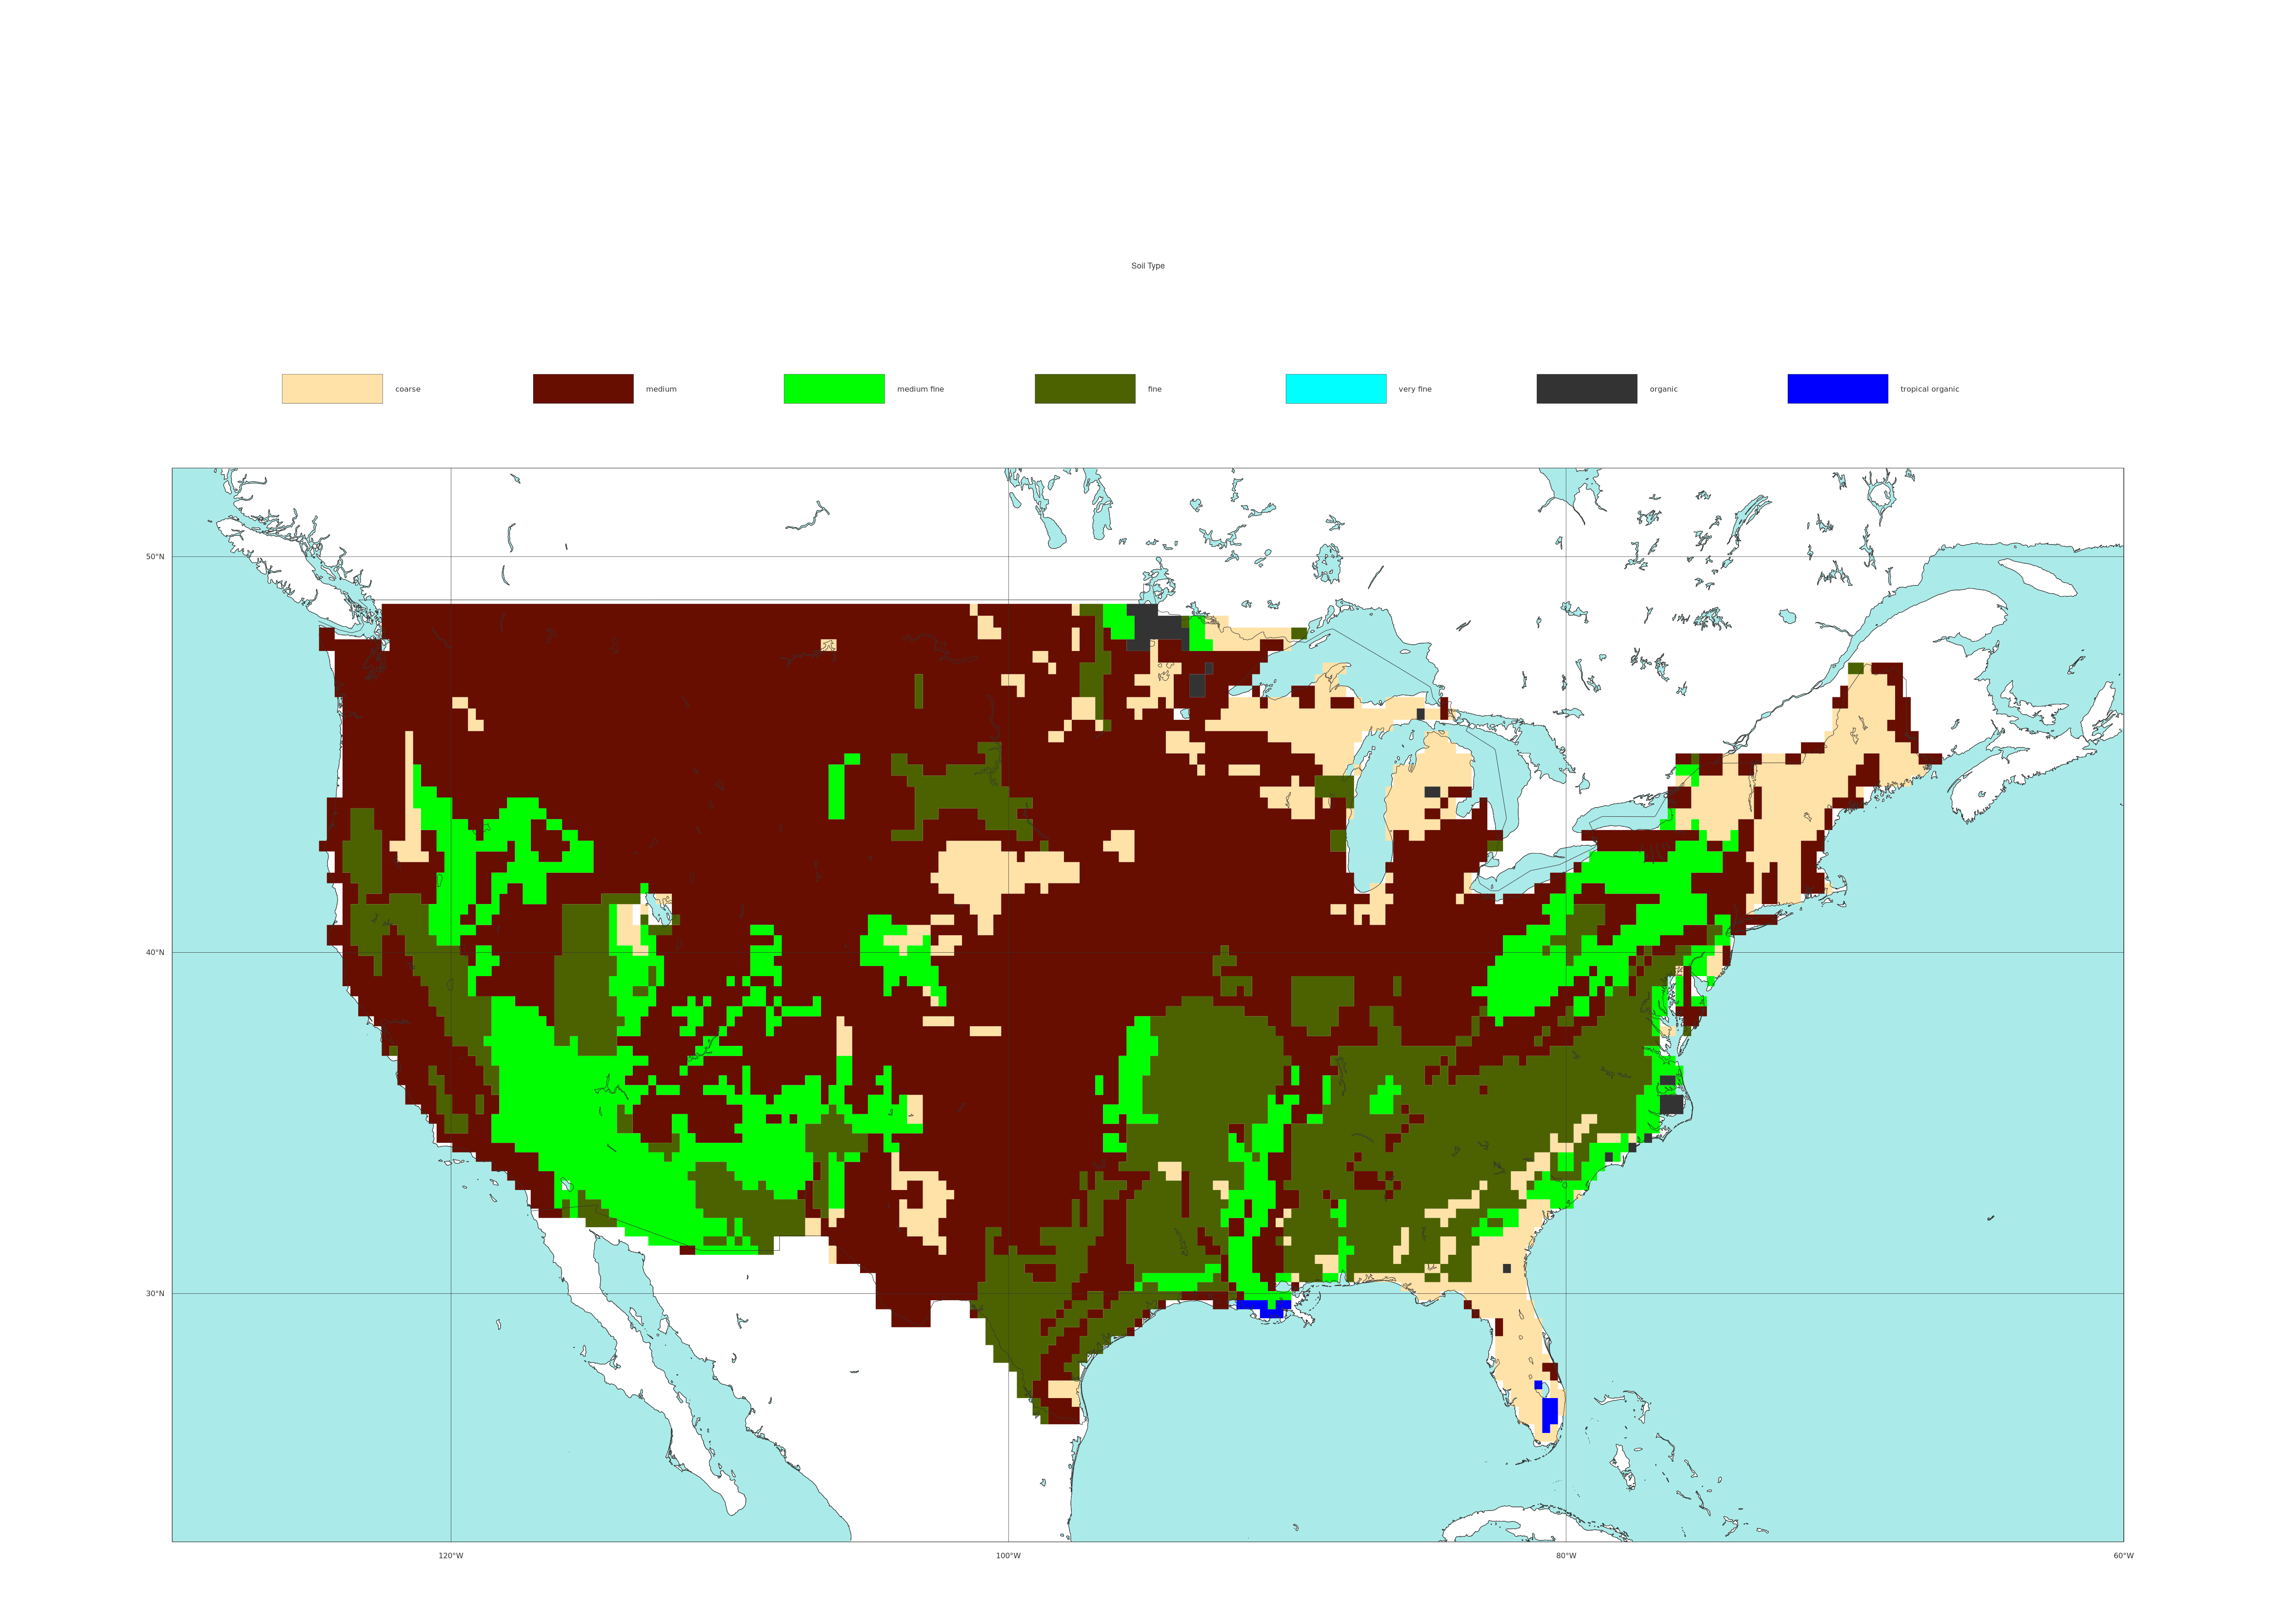 Soil Type
coarse medium medium fine fine very fine organic tropical organic
50°N
40°N
30°N
120°W 100°W 80°W 60°W